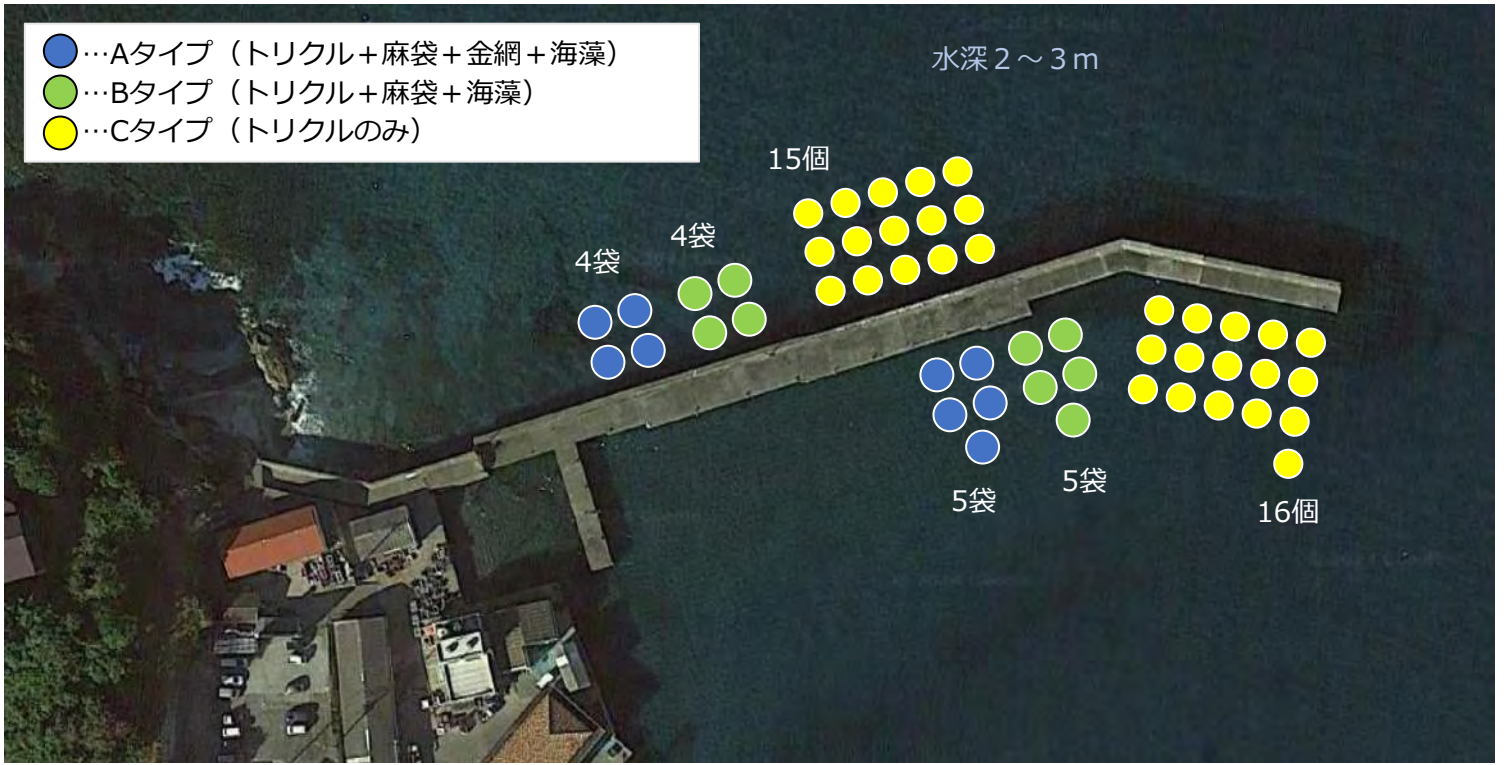 …Aタイプ（トリクル＋麻袋＋金網＋海藻）
…Bタイプ（トリクル＋麻袋＋海藻）
…Cタイプ（トリクルのみ）
水深２～３ｍ
15個
4袋
4袋
5袋
5袋
16個